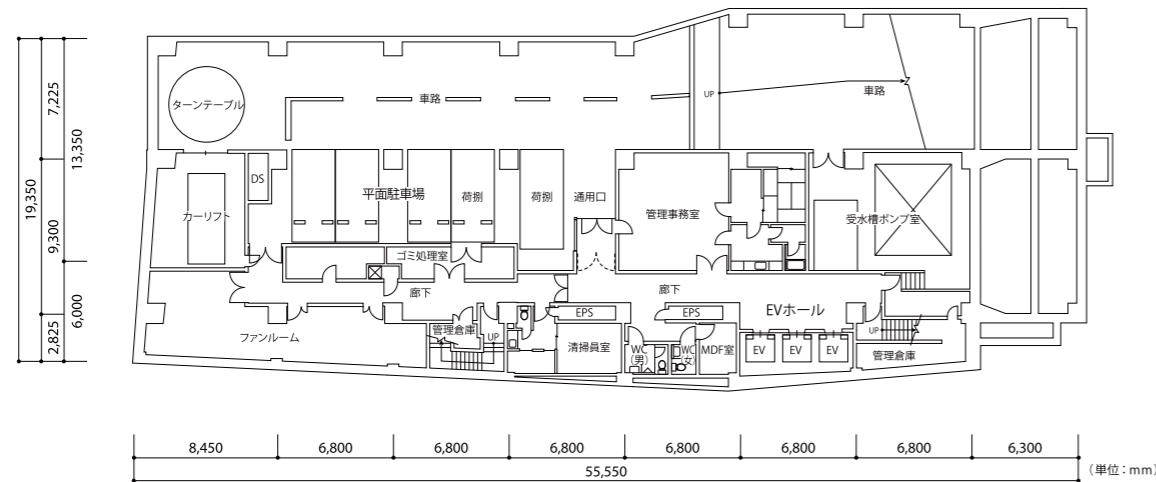 7,225
13,350
19,350
9,300
6,000
2,825
ターンテーブル
車路
UP
車路
DS
カーリフト
平面駐車場
荷捌
荷捌
通用口
管理事務室
受水槽ポンプ室
ゴミ処理室
廊下
廊下
EVホール
EPS
EPS
ファンルーム
管理倉庫
UP
清掃員室
WC
(男)
WC
(女)
MDF室
EV
EV
EV
UP
管理倉庫
8,450
6,800
6,800
6,800
6,800
6,800
6,800
6,300
55,550
(単位:mm)